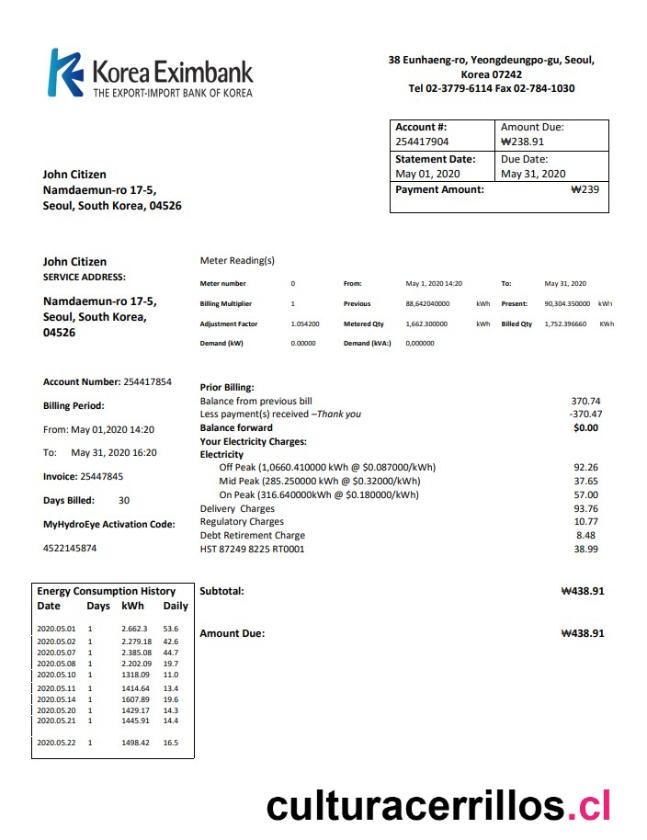 Korea Eximbank
THE EXPORT-IMPORT BANK OF KOREA
38 Eunhaeng-ro, Yeongdeungpo-gu, Seoul,
Korea 07242
Tel 02-3779-6114 Fax 02-784-1030
Account #: Amount Due:
254417904 ₩238.91
Statement Date: Due Date:
May 01, 2020 May 31, 2020
Payment Amount: ₩239
John Citizen
Namdaemun-ro 17-5,
Seoul, South Korea, 04526
John Citizen
SERVICE ADDRESS:
Namdaemun-ro 17-5,
Seoul, South Korea,
04526
Meter Reading(s)
Meter number 0 From: May 1, 2020 14:20 To: May 31, 2020
Billing Multiplier 1 Previous 88,642040000 kWh Present: 90,304.350000 kWh
Adjustment Factor 1.054200 Metered Qty 1,662.300000 kWh Billed Qty 1,752.396660 KWh
Demand (kW) 0.00000 Demand (kVA:) 0,000000
Account Number: 254417854
Billing Period:
From: May 01,2020 14:20
To: May 31, 2020 16:20
Invoice: 25447845
Days Billed: 30
MyHydroEye Activation Code:
4522145874
Prior Billing:
Balance from previous bill 370.74
Less payment(s) received –Thank you -370.47
Balance forward $0.00
Your Electricity Charges:
Electricity
Off Peak (1,0660.410000 kWh @ $0.087000/kWh) 92.26
Mid Peak (285.250000 kWh @ $0.32000/kWh) 37.65
On Peak (316.640000kWh @ $0.180000/kWh) 57.00
Delivery Charges 93.76
Regulatory Charges 10.77
Debt Retirement Charge 8.48
HST 87249 8225 RT0001 38.99
Energy Consumption History
Date Days kWh Daily
2020.05.01 1 2.662.3 53.6
2020.05.02 1 2.279.18 42.6
2020.05.07 1 2.385.08 44.7
2020.05.08 1 2.202.09 19.7
2020.05.10 1 1318.09 11.0
2020.05.11 1 1414.64 13.4
2020.05.14 1 1607.89 19.6
2020.05.20 1 1429.17 14.3
2020.05.21 1 1445.91 14.4
2020.05.22 1 1498.42 16.5
Subtotal: ₩438.91
Amount Due: ₩438.91
culturacerrillos.cl